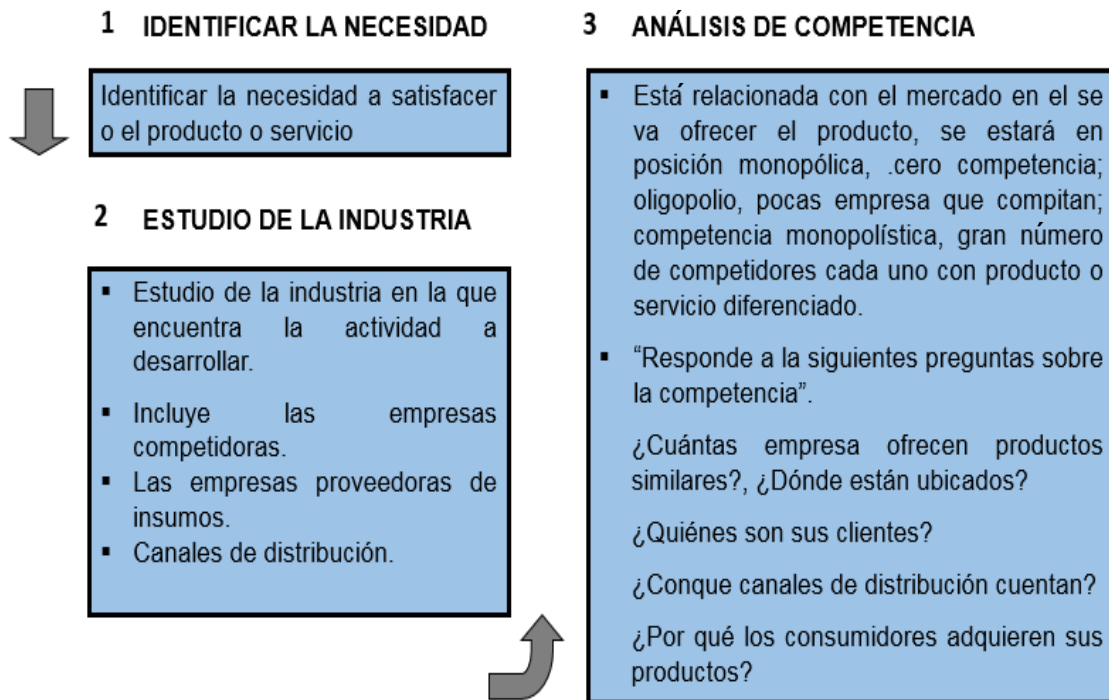 1 IDENTIFICAR LA NECESIDAD
Identificar la necesidad a satisfacer
o el producto o servicio
2 ESTUDIO DE LA INDUSTRIA
▪ Estudio de la industria en la que
encuentra la actividad a
desarrollar.
▪ Incluye las empresas
competidoras.
▪ Las empresas proveedoras de
insumos.
▪ Canales de distribución.
3 ANÁLISIS DE COMPETENCIA
▪ Está relacionada con el mercado en el se
va ofrecer el producto, se estará en
posición monopólica, .cero competencia;
oligopolio, pocas empresa que compitan;
competencia monopolística, gran número
de competidores cada uno con producto o
servicio diferenciado.
▪ “Responde a la siguientes preguntas sobre
la competencia”.
¿Cuántas empresa ofrecen productos
similares?, ¿Dónde están ubicados?
¿Quiénes son sus clientes?
¿Conque canales de distribución cuentan?
¿Por qué los consumidores adquieren sus
productos?